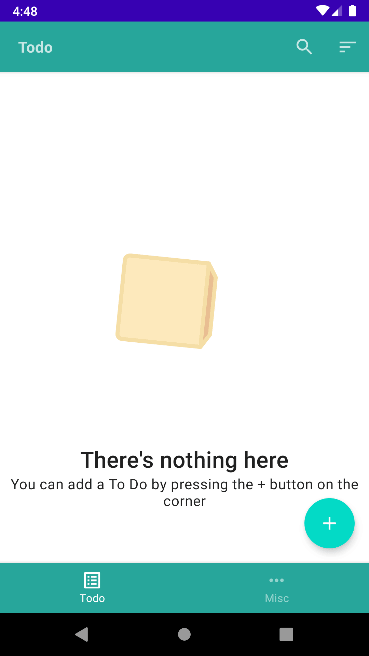 4:48
Todo
There's nothing here
You can add a To Do by pressing the + button on the
corner
Todo
Misc